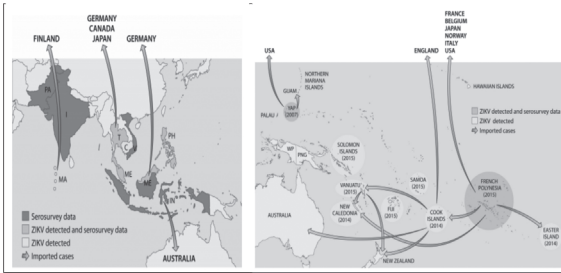 FINLAND
GERMANY
CANADA
JAPAN
GERMANY
PA
I
T
C
PH
MA
ME
ME
Serosurvey data
ZIKV detected and serosurvey data
ZIKV detected
Imported cases
AUSTRALIA
FRANCE
BELGIUM
JAPAN
NORWAY
ITALY
USA
USA
ENGLAND
NORTHERN
MARIANA
ISLANDS
GUAM
HAWAIIAN ISLANDS
PALAU
YAP
(2007)
ZIKV detected and serosurvey data
ZIKV detected
Imported cases
WP
PNG
SOLOMON
ISLANDS
(2015)
VANUATU
(2015)
SAMOA
(2015)
FRENCH
POLYNESIA
(2015)
AUSTRALIA
NEW
CALEDONIA
(2014)
FIJI
(2015)
COOK
ISLANDS
(2014)
EASTER
ISLAND
(2014)
NEW ZEALAND